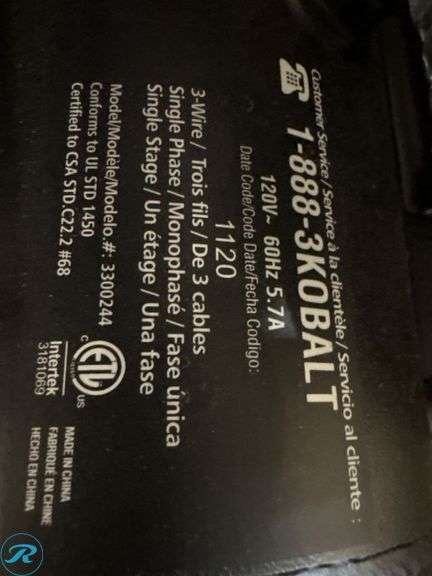 Customer Service / Service à la clientèle / Servicio al cliente :
☎ 1-888-3KOBALT
120V~ 60Hz 5.7A
Date Code/Code Date/Fecha Codigo:
1120
3-Wire / Trois fils / De 3 cables
Single Phase / Monophasé / Fase única
Single Stage / Un étage / Una fase
Model/Modèle/Modelo.#: 3300244
Conforms to UL STD 1450
Certified to CSA STD.C22.2 #68
C ETL US
Intertek
3181069
MADE IN CHINA
FABRIQUÉ EN CHINE
HECHO EN CHINA
R